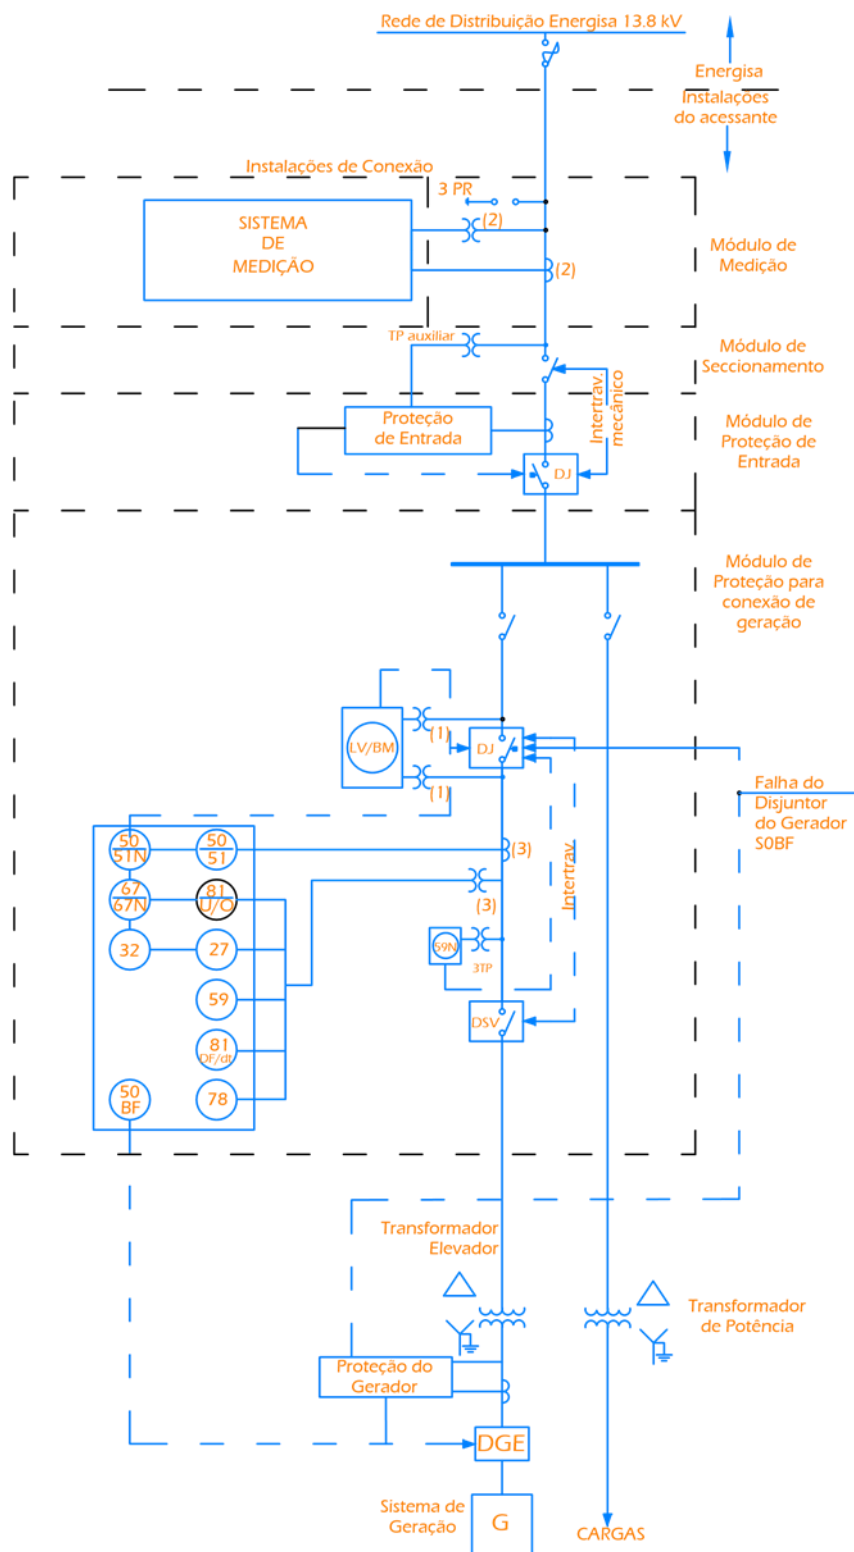 Rede de Distribuição Energisa 13.8 kV
Energisa
Instalações
do acessante
Instalações de Conexão
3 PR
(2)
SISTEMA
DE
MEDIÇÃO
(2)
Módulo de
Medição
TP auxiliar
Módulo de
Seccionamento
Intertrav.
mecânico
Proteção
de Entrada
Módulo de
Proteção de
Entrada
DJ
Módulo de
Proteção para
conexão de
geração
(1)
LV/BM
DJ
(1)
Falha do
Disjuntor
do Gerador
S0BF
50
51N
50
51
(3)
67
67N
81
U/O
(3)
Intertrav.
32
27
59N
3TP
59
DSV
81
DF/dt
50
BF
78
Transformador
Elevador
Transformador
de Potência
Proteção do
Gerador
DGE
Sistema de
Geração
G
CARGAS